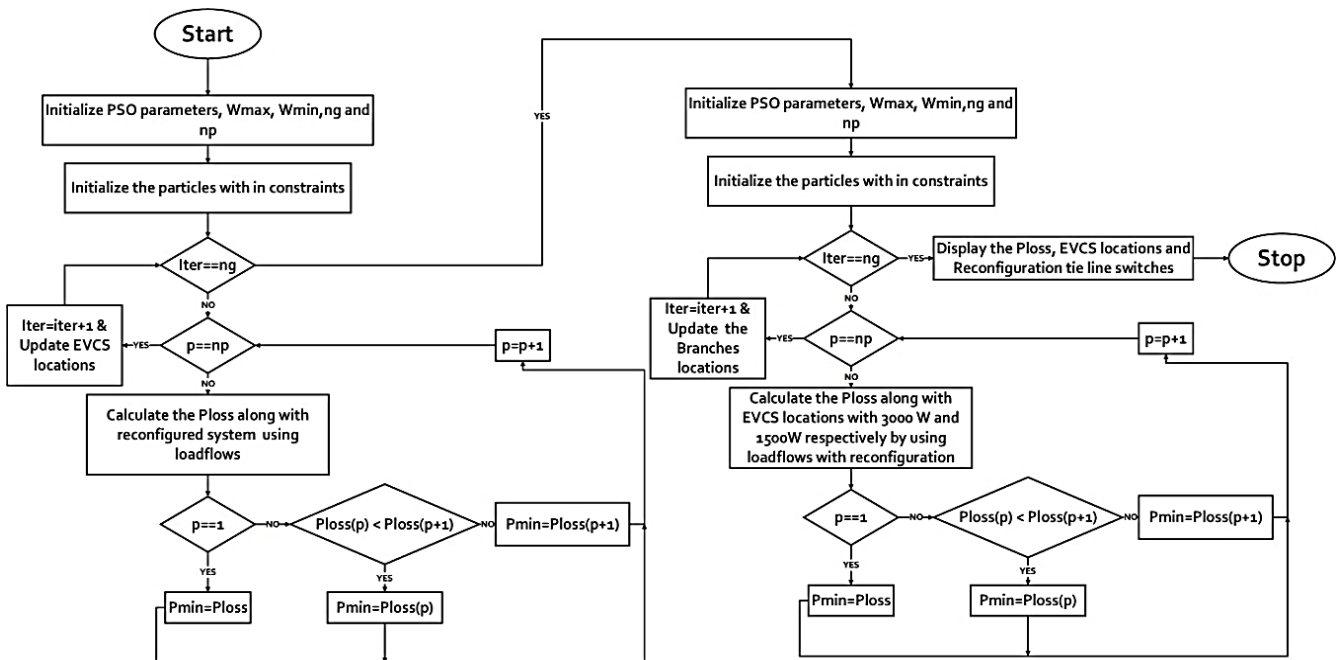 Start
Initialize PSO parameters, Wmax, Wmin,ng and
np
Initialize the particles with in constraints
Iter==ng
NO
Iter=iter+1 &
Update EVCS
locations
YES
p==np
p=p+1
NO
Calculate the Ploss along with
reconfigured system using
loadflows
p==1
NO
Ploss(p) < Ploss(p+1)
NO
Pmin=Ploss(p+1)
YES
YES
Pmin=Ploss
Pmin=Ploss(p)
YES
Initialize PSO parameters, Wmax, Wmin,ng and
np
Initialize the particles with in constraints
Iter==ng
YES
Display the Ploss, EVCS locations and
Reconfiguration tie line switches
Stop
NO
Iter=iter+1 &
Update the
Branches
locations
YES
p==np
p=p+1
NO
Calculate the Ploss along with
EVCS locations with 3000 W and
1500W respectively by using
loadflows with reconfiguration
p==1
NO
Ploss(p) < Ploss(p+1)
NO
Pmin=Ploss(p+1)
YES
YES
Pmin=Ploss
Pmin=Ploss(p)